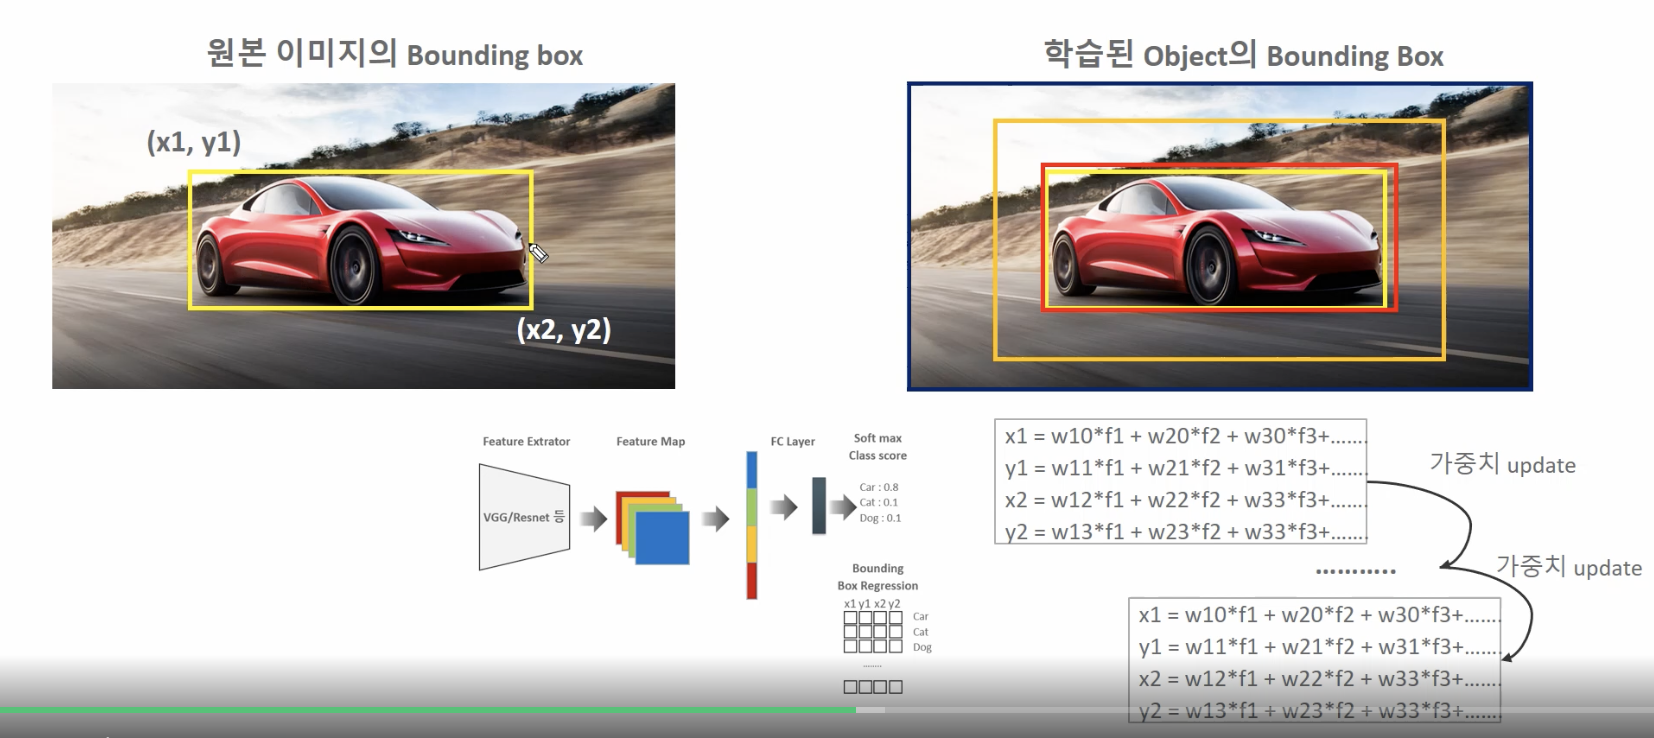 원본 이미지의 Bounding box
학습된 Object의 Bounding Box
(x1, y1)
(x2, y2)
Feature Extrator
Feature Map
FC Layer
Soft max
Class score
VGG/Resnet 등
Car : 0.8
Cat : 0.1
Dog : 0.1
Bounding
Box Regression
x1 y1 x2 y2
Car
Cat
Dog
........
x1 = w10*f1 + w20*f2 + w30*f3+.......
y1 = w11*f1 + w21*f2 + w31*f3+.......
x2 = w12*f1 + w22*f2 + w33*f3+.......
y2 = w13*f1 + w23*f2 + w33*f3+.......
가중치 update
...........
가중치 update
x1 = w10*f1 + w20*f2 + w30*f3+.......
y1 = w11*f1 + w21*f2 + w31*f3+.......
x2 = w12*f1 + w22*f2 + w33*f3+.......
y2 = w13*f1 + w23*f2 + w33*f3+.......